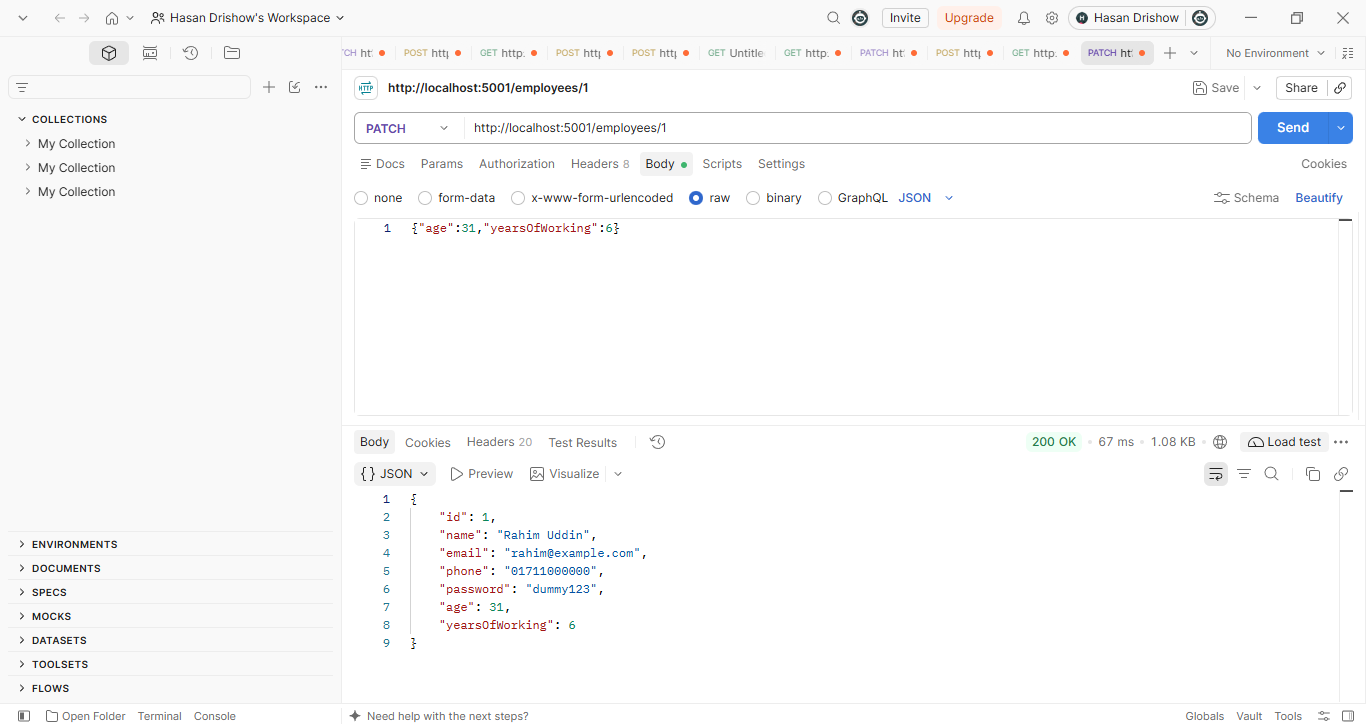 Hasan Drishow's Workspace
Invite
Upgrade
Hasan Drishow
POST
GET http.
POST
POST
GET Untitle
GET http.
PATCH
POST
GET http.
PATCH
No Environment
HTTP
http://localhost:5001/employees/1
Save
Share
COLLECTIONS
My Collection
My Collection
My Collection
PATCH
http://localhost:5001/employees/1
Send
Docs
Params
Authorization
Headers 8
Body
Scripts
Settings
Cookies
none
form-data
x-www-form-urlencoded
raw
binary
GraphQL
JSON
Schema
Beautify
1 {"age":31,"yearsOfWorking":6}
Body
Cookies
Headers 20
Test Results
200 OK
67 ms
1.08 KB
Load test
{} JSON
Preview
Visualize
1 {
2 "id": 1,
3 "name": "Rahim Uddin",
4 "email": "rahim@example.com",
5 "phone": "01711000000",
6 "password": "dummy123",
7 "age": 31,
8 "yearsOfWorking": 6
9 }
ENVIRONMENTS
DOCUMENTS
SPECS
MOCKS
DATASETS
TOOLSETS
FLOWS
Open Folder
Terminal
Console
Need help with the next steps?
Globals
Vault
Tools